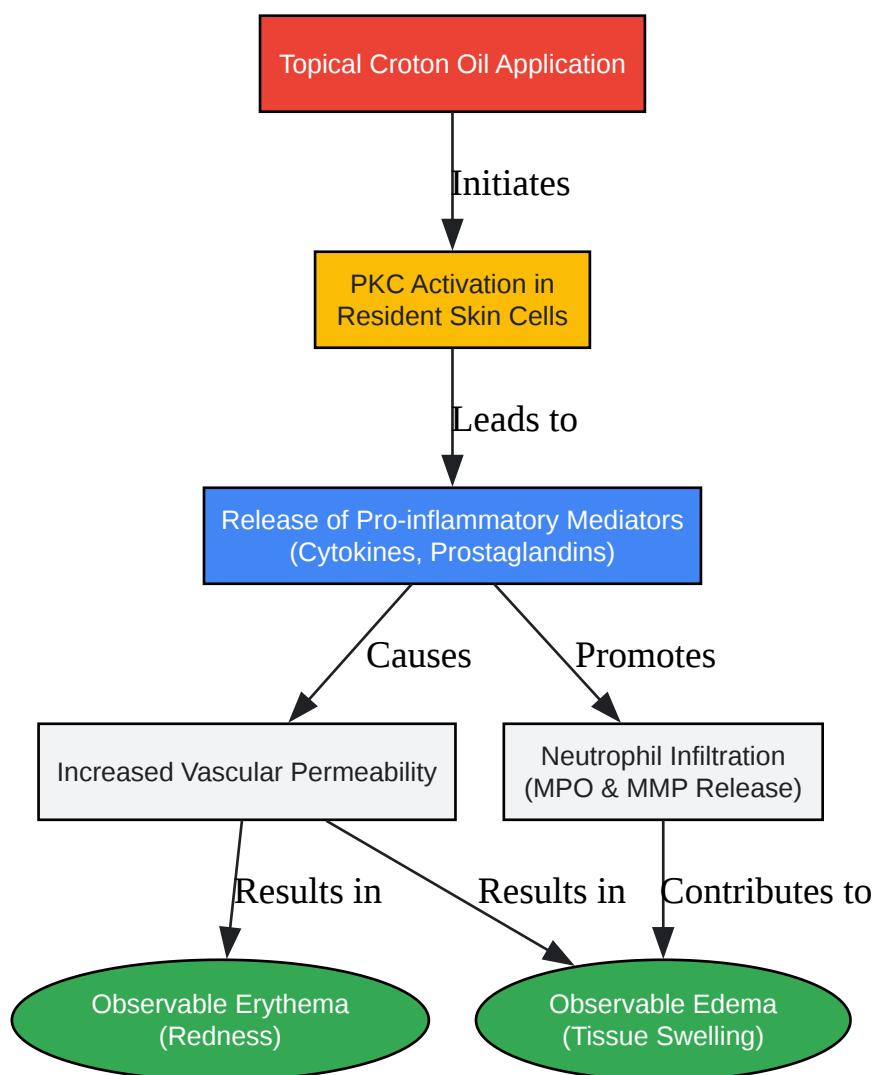 Topical Croton Oil Application
Initiates
PKC Activation in
Resident Skin Cells
Leads to
Release of Pro-inflammatory Mediators
(Cytokines, Prostaglandins)
Causes
Promotes
Increased Vascular Permeability
Neutrophil Infiltration
(MPO & MMP Release)
Results in
Results in
Contributes to
Observable Erythema
(Redness)
Observable Edema
(Tissue Swelling)